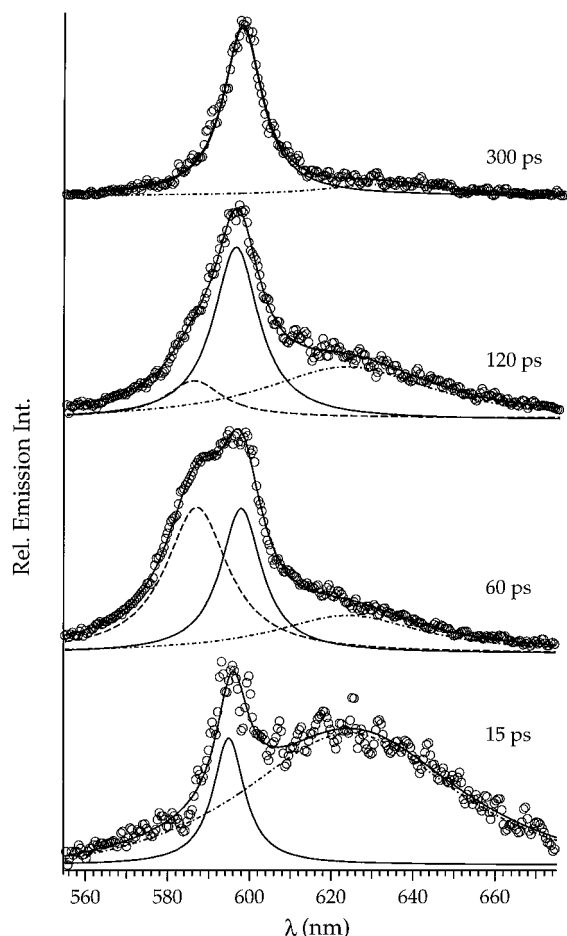 300 ps
120 ps
60 ps
15 ps
Rel. Emission Int.
560 580 600 620 640 660
λ (nm)